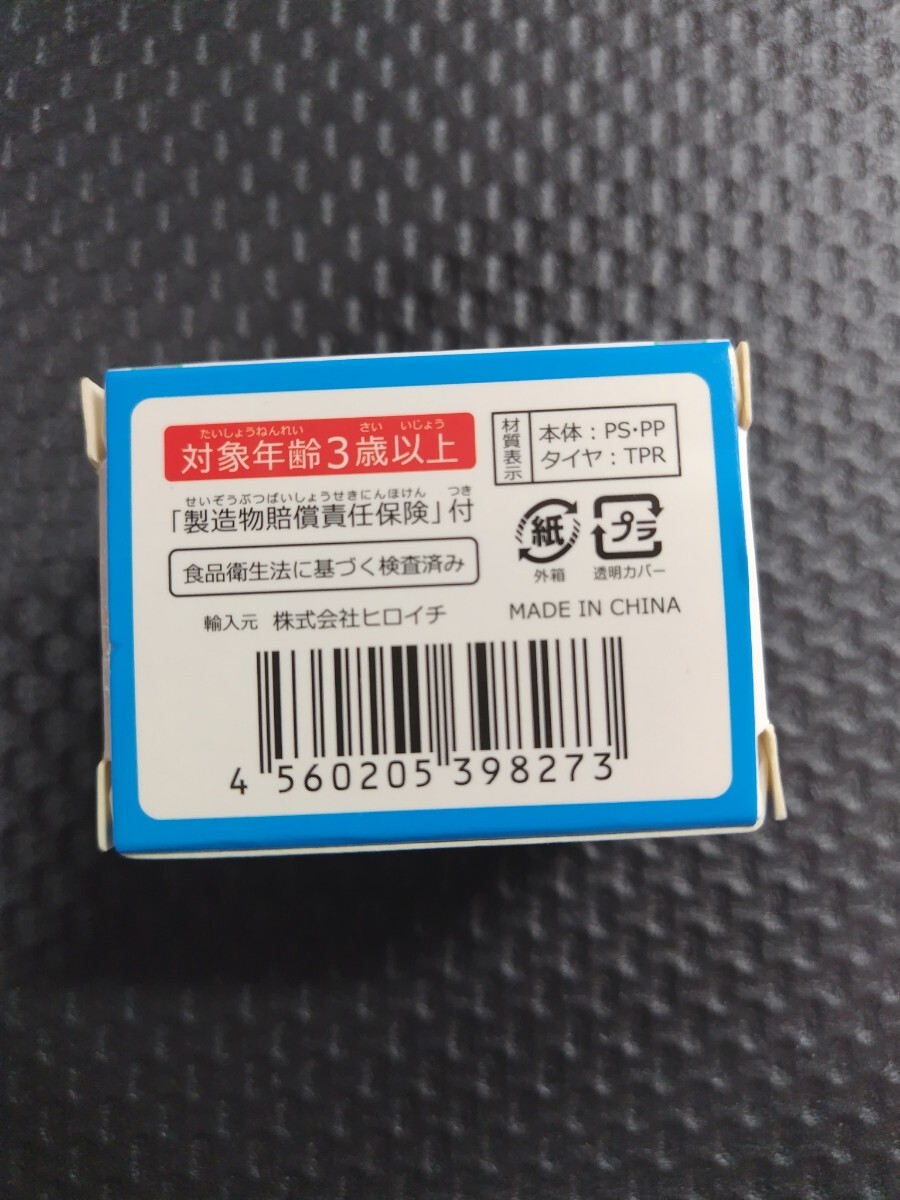 たいしょうねんれい さい いじょう
対象年齢3歳以上
せいぞうぶつばいしょうせきにんほけん つき
「製造物賠償責任保険」付
食品衛生法に基づく検査済み
輸入元 株式会社ヒロイチ
材質表示
本体：PS・PP
タイヤ：TPR
紙
外箱
プラ
透明カバー
MADE IN CHINA
4 560205 398273